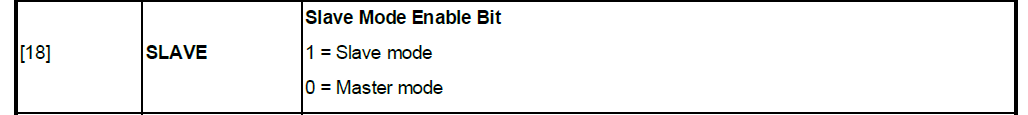 Slave Mode Enable Bit
[18] SLAVE 1 = Slave mode
0 = Master mode